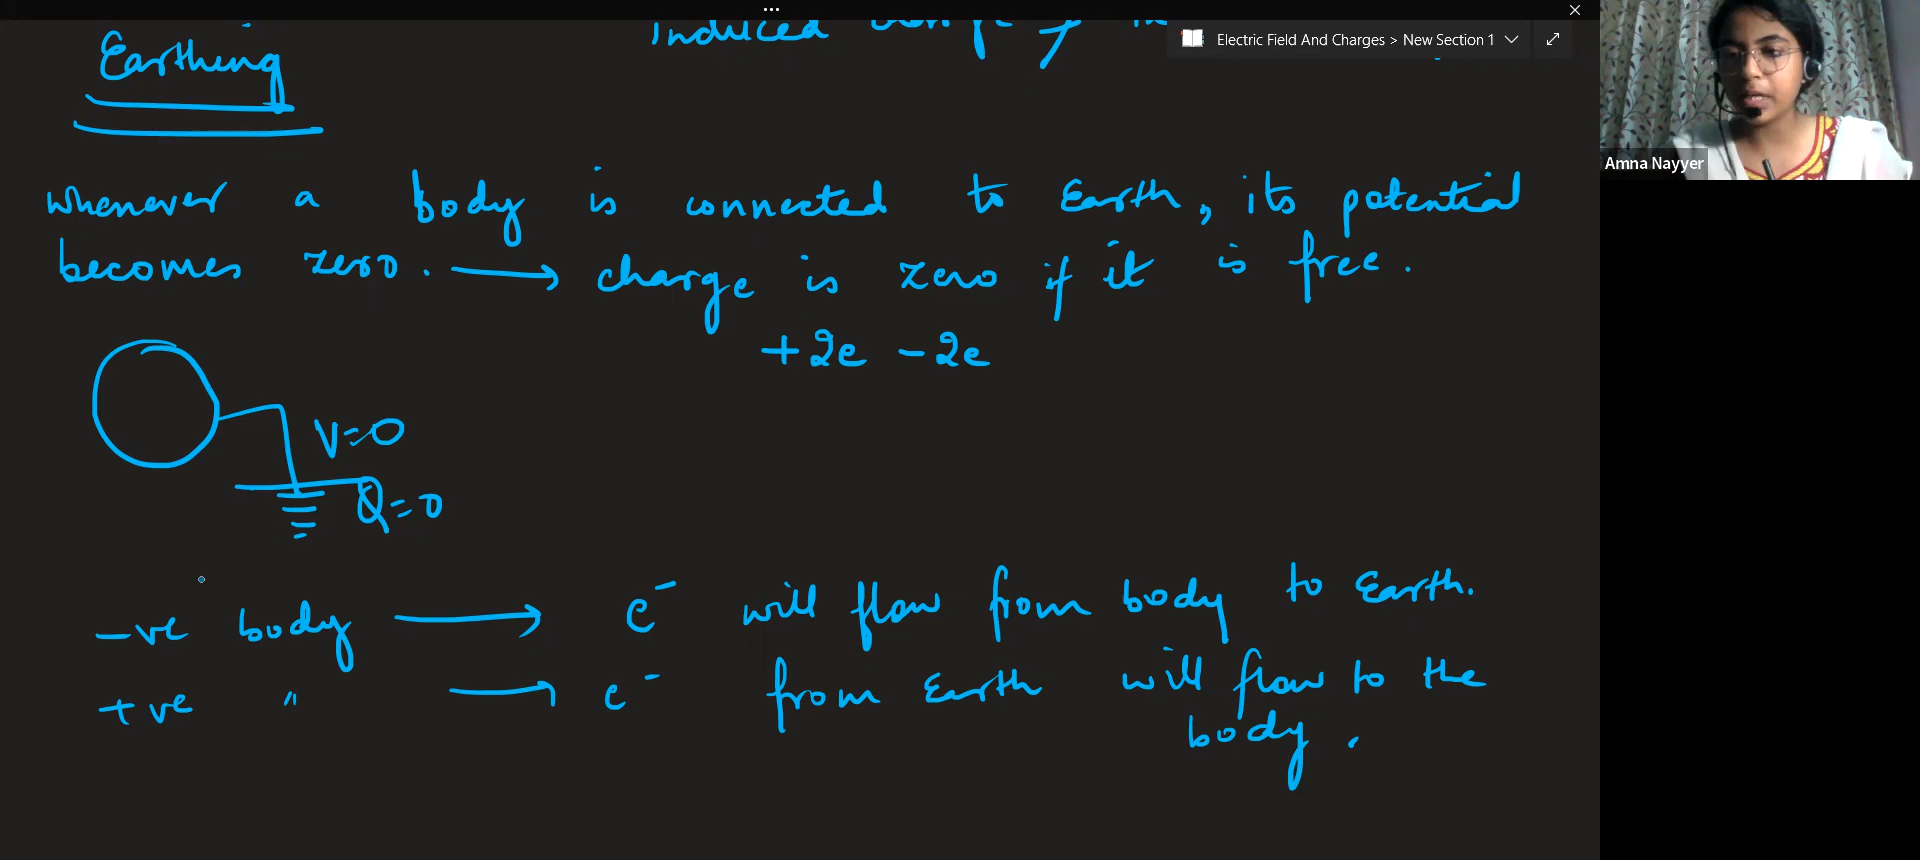 Induced
Electric Field And Charges > New Section 1
Earthing
Amna Nayyer
whenever a body is connected to Earth, its potential
becomes zero. → charge is zero if it is free.
+2e -2e
V=0
Q=0
-ve body → e⁻ will flow from body to Earth.
+ve " → e⁻ from Earth will flow to the
body.